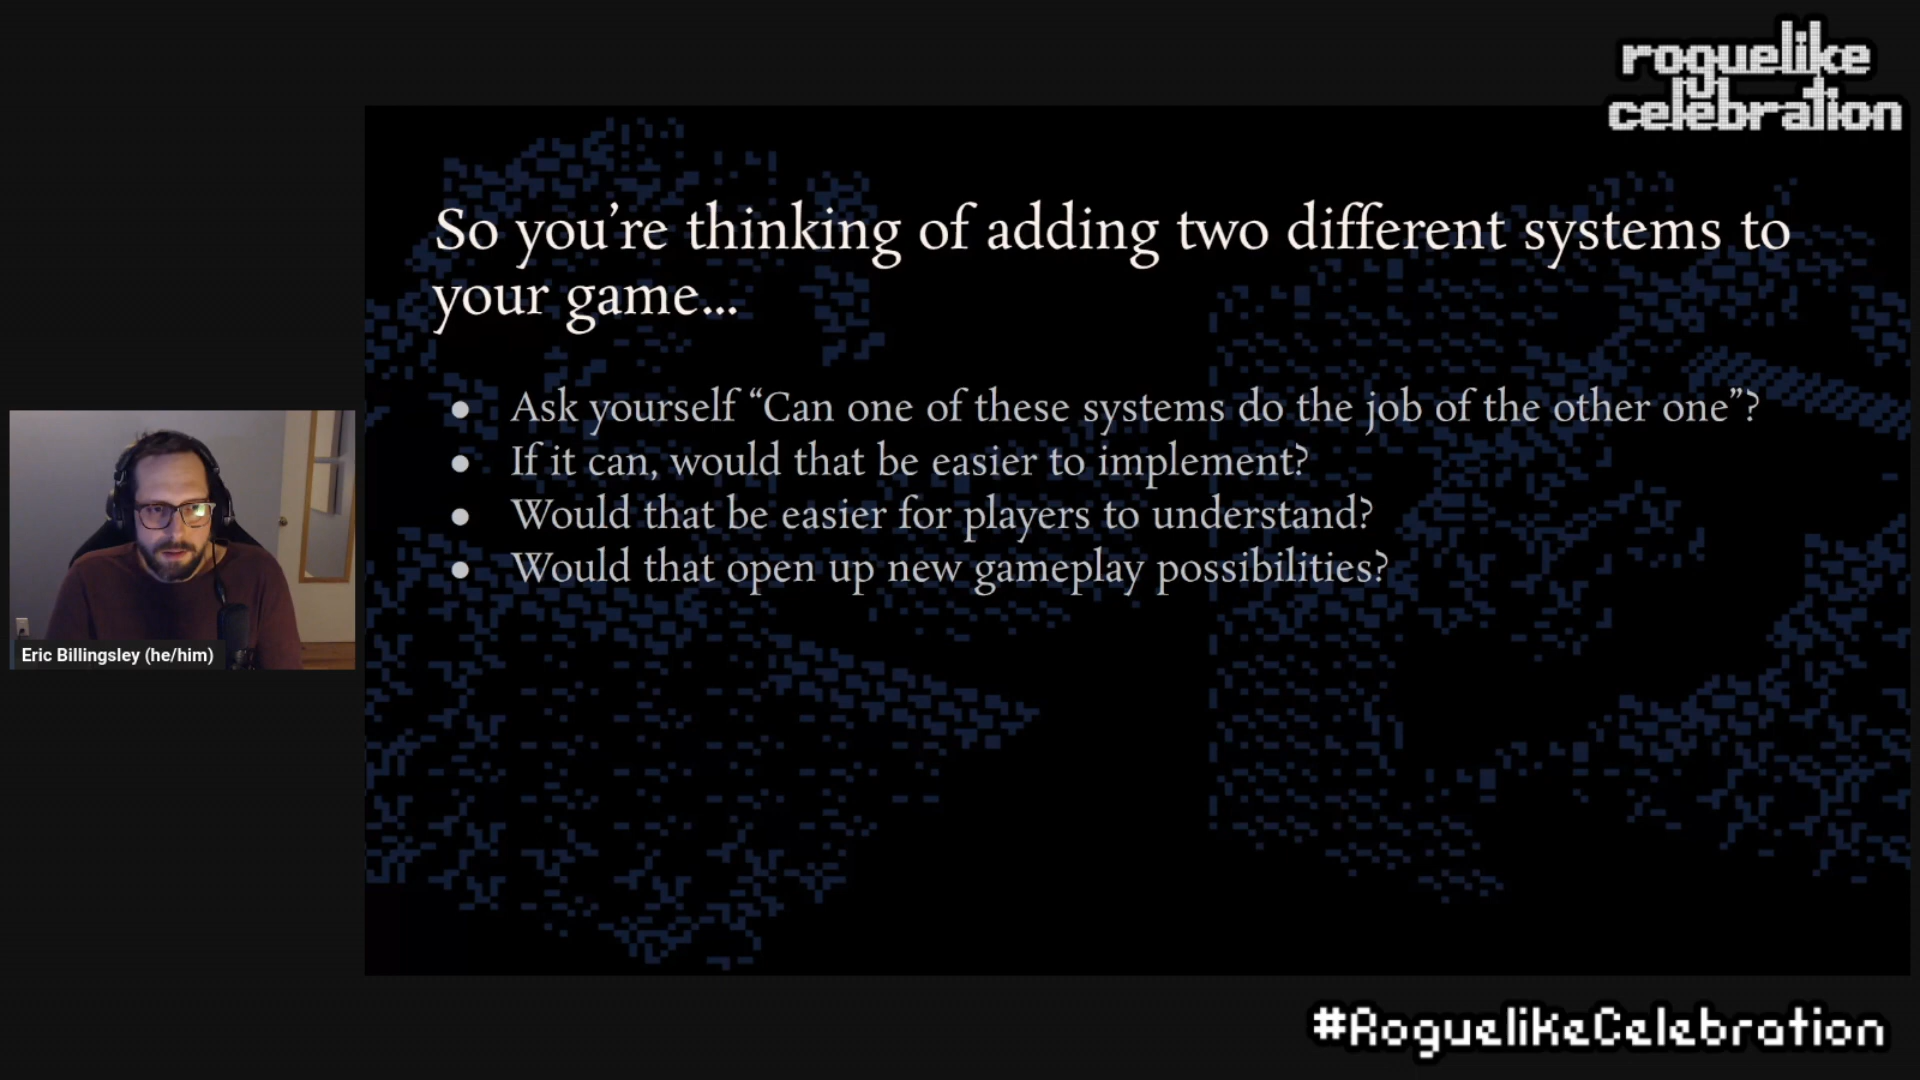 roguelike
celebration
So you’re thinking of adding two different systems to
your game...
● Ask yourself “Can one of these systems do the job of the other one”?
● If it can, would that be easier to implement?
● Would that be easier for players to understand?
● Would that open up new gameplay possibilities?
Eric Billingsley (he/him)
#RoguelikeCelebration